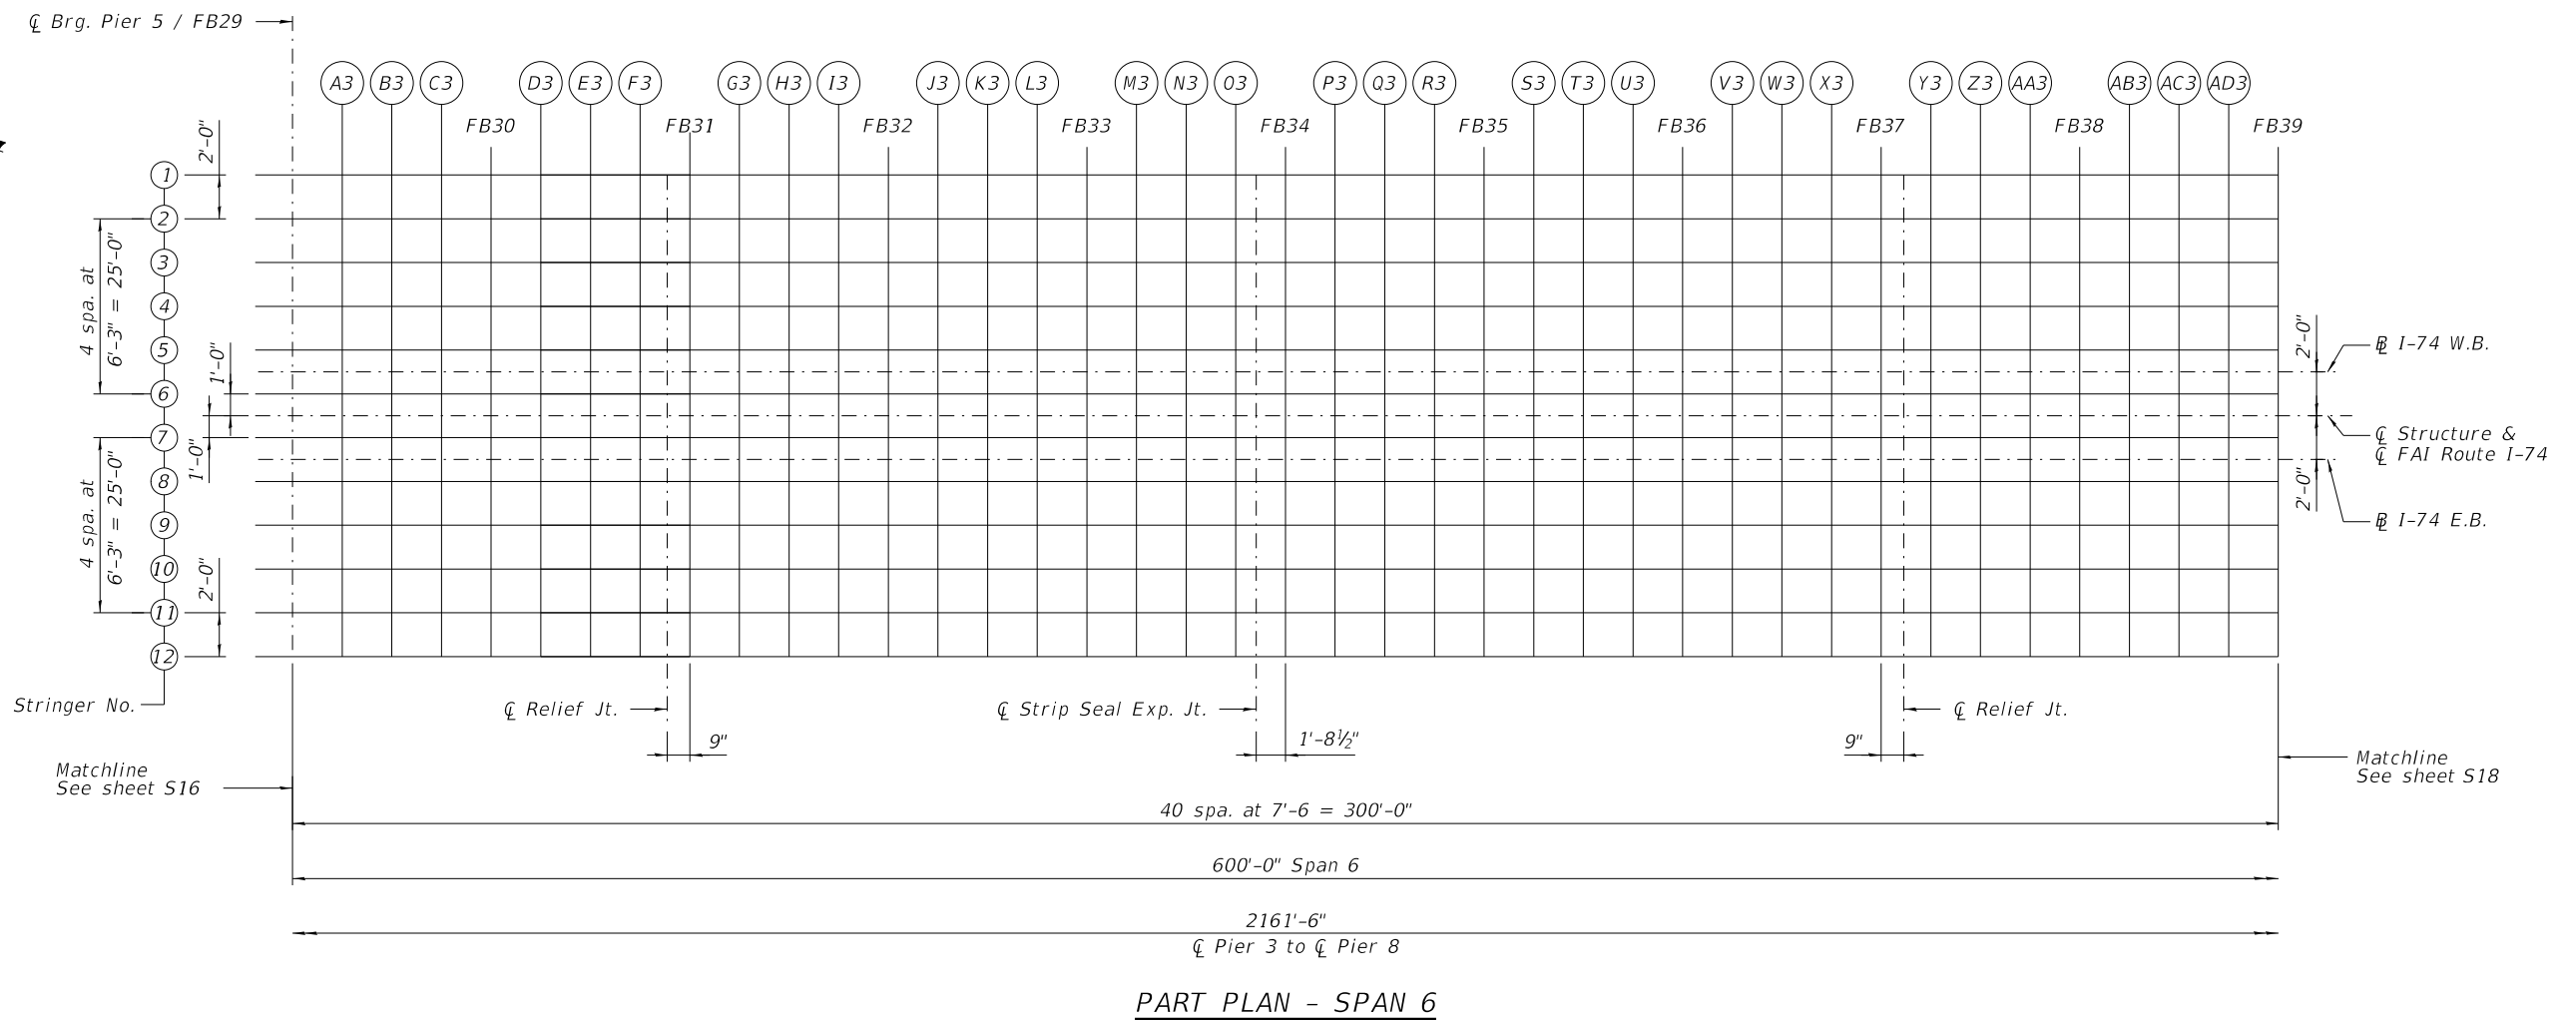 ℄ Brg. Pier 5 / FB29
A3 B3 C3 D3 E3 F3 G3 H3 I3 J3 K3 L3 M3 N3 O3 P3 Q3 R3 S3 T3 U3 V3 W3 X3 Y3 Z3 AA3 AB3 AC3 AD3
FB30 FB31 FB32 FB33 FB34 FB35 FB36 FB37 FB38 FB39
2'-0"
1
2
3
4
5
6
7
8
9
10
11
12
4 spa. at
6'-3" = 25'-0"
1'-0"
1'-0"
4 spa. at
6'-3" = 25'-0"
2'-0"
Stringer No.
2'-0"
2'-0"
B̵L I-74 W.B.
℄ Structure &
℄ FAI Route I-74
B̵L I-74 E.B.
℄ Relief Jt.
9"
℄ Strip Seal Exp. Jt.
1'-8½"
℄ Relief Jt.
9"
Matchline
See sheet S16
Matchline
See sheet S18
40 spa. at 7'-6 = 300'-0"
600'-0" Span 6
2161'-6"
℄ Pier 3 to ℄ Pier 8
PART PLAN - SPAN 6